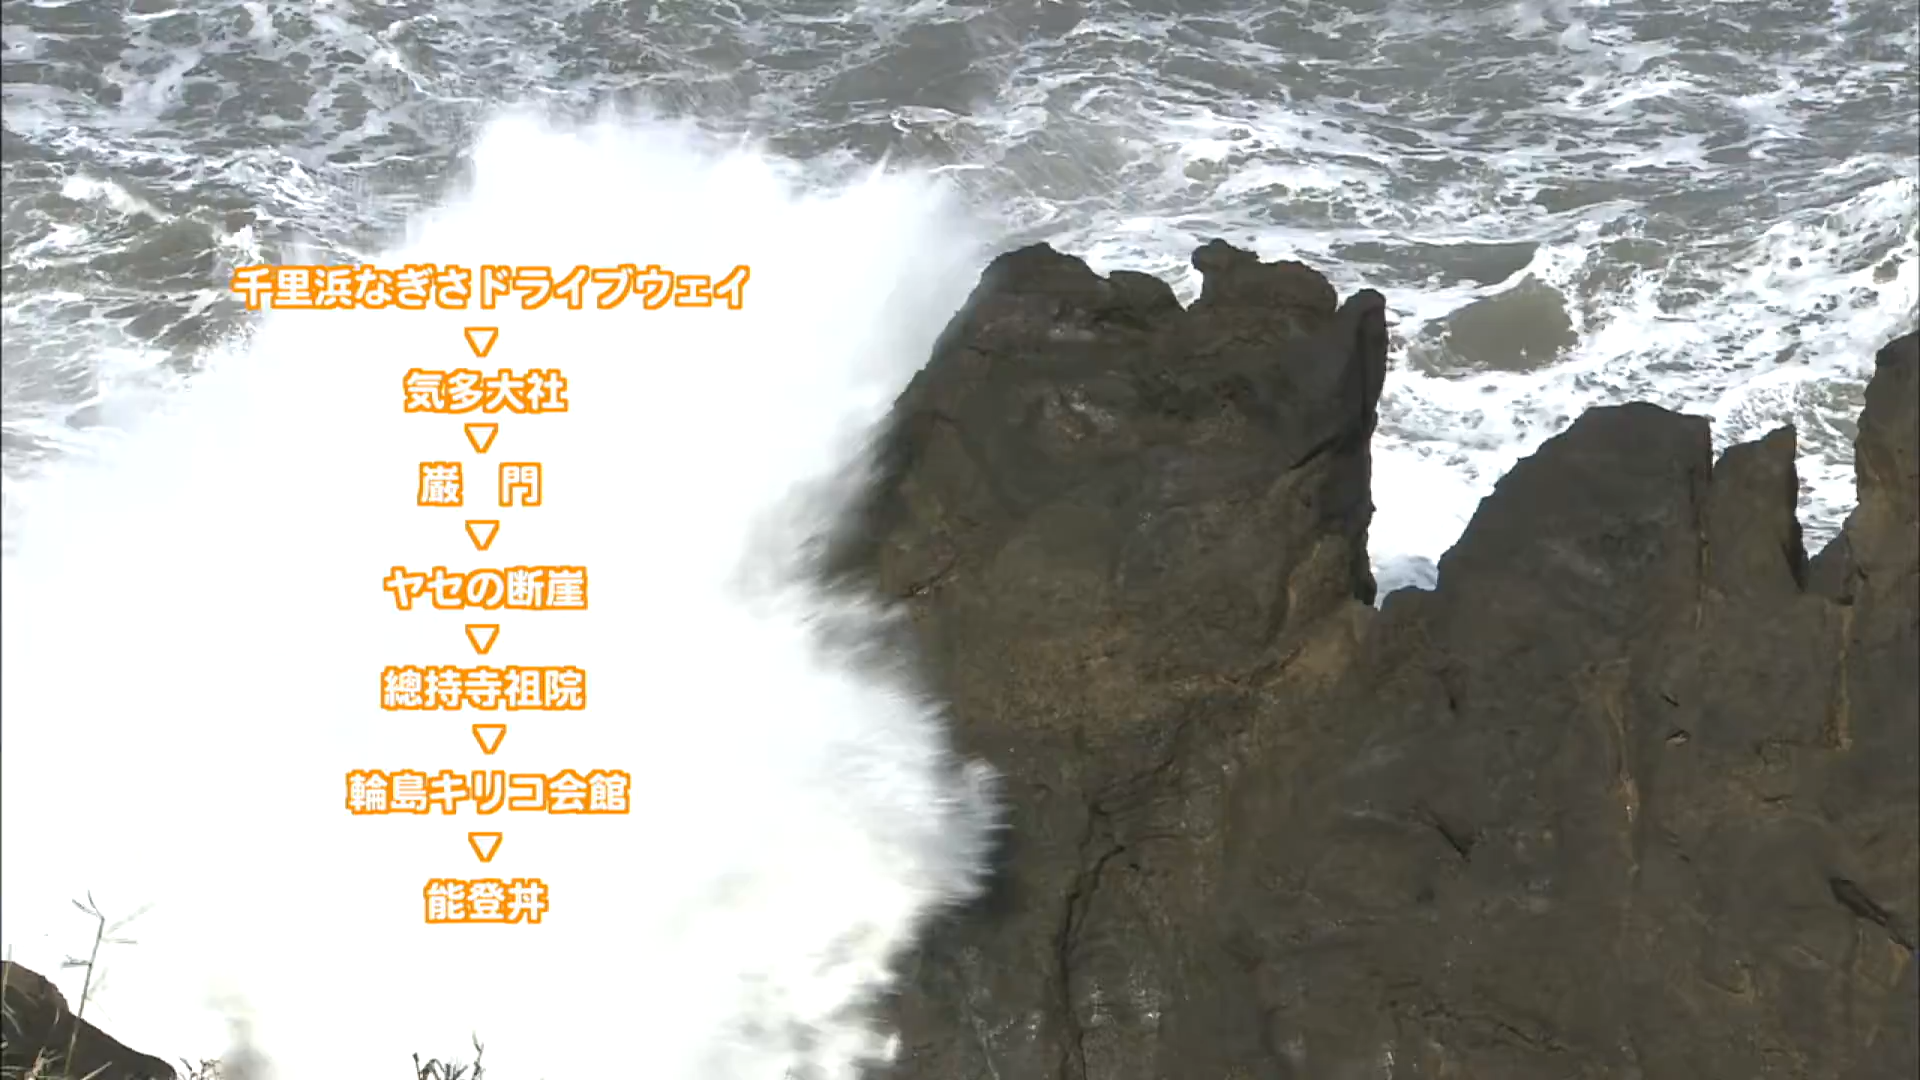 千里浜なぎさドライブウェイ
▽
気多大社
▽
巌　門
▽
ヤセの断崖
▽
總持寺祖院
▽
輪島キリコ会館
▽
能登丼